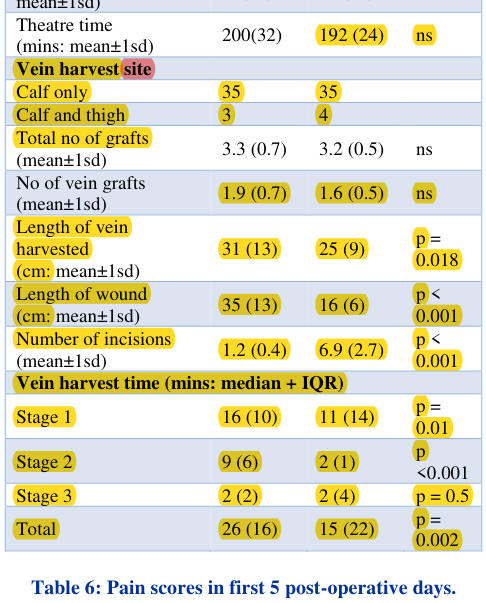 mean±1sd)
Theatre time
(mins: mean±1sd) 200(32) 192 (24) ns
Vein harvest site
Calf only 35 35
Calf and thigh 3 4
Total no of grafts
(mean±1sd) 3.3 (0.7) 3.2 (0.5) ns
No of vein grafts
(mean±1sd) 1.9 (0.7) 1.6 (0.5) ns
Length of vein
harvested
(cm: mean±1sd) 31 (13) 25 (9) p =
0.018
Length of wound
(cm: mean±1sd) 35 (13) 16 (6) p <
0.001
Number of incisions
(mean±1sd) 1.2 (0.4) 6.9 (2.7) p <
0.001
Vein harvest time (mins: median + IQR)
Stage 1 16 (10) 11 (14) p =
0.01
Stage 2 9 (6) 2 (1) p
<0.001
Stage 3 2 (2) 2 (4) p = 0.5
Total 26 (16) 15 (22) p =
0.002
Table 6: Pain scores in first 5 post-operative days.